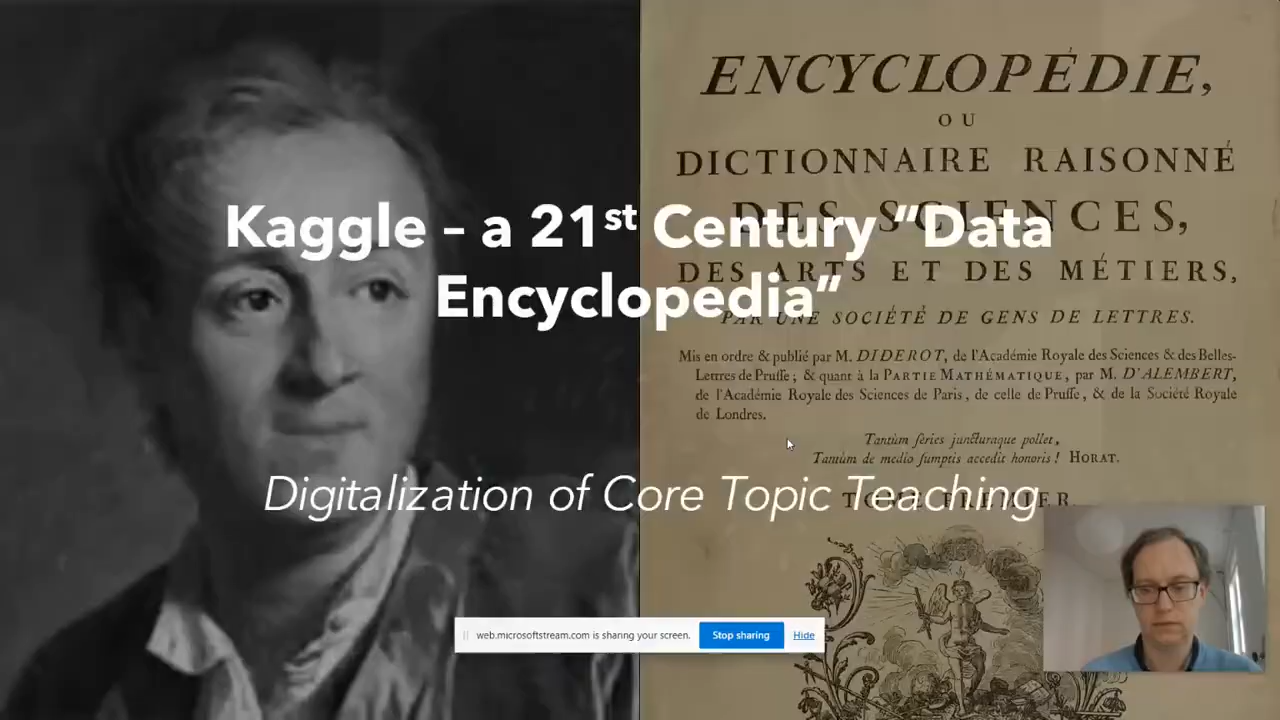 ENCYCLOPÉDIE,
OU
DICTIONNAIRE RAISONNÉ
DES SCIENCES,
Kaggle – a 21st Century “Data
Encyclopedia”
DES ARTS ET DES MÉTIERS,
PAR UNE SOCIÉTÉ DE GENS DE LETTRES.
Mis en ordre & publié par M. DIDEROT, de l'Académie Royale des Sciences & des Belles-
Lettres de Pruſſe ; & quant à la PARTIE MATHÉMATIQUE, par M. D'ALEMBERT,
de l'Académie Royale des Sciences de Paris, de celle de Pruſſe, & de la Société Royale
de Londres.
Tantùm ſeries juncturaque pollet,
Tantùm de medio ſumptis accedit honoris ! HORAT.
Digitalization of Core Topic Teaching
TOME PREMIER.
web.microsoftstream.com is sharing your screen.
Stop sharing
Hide